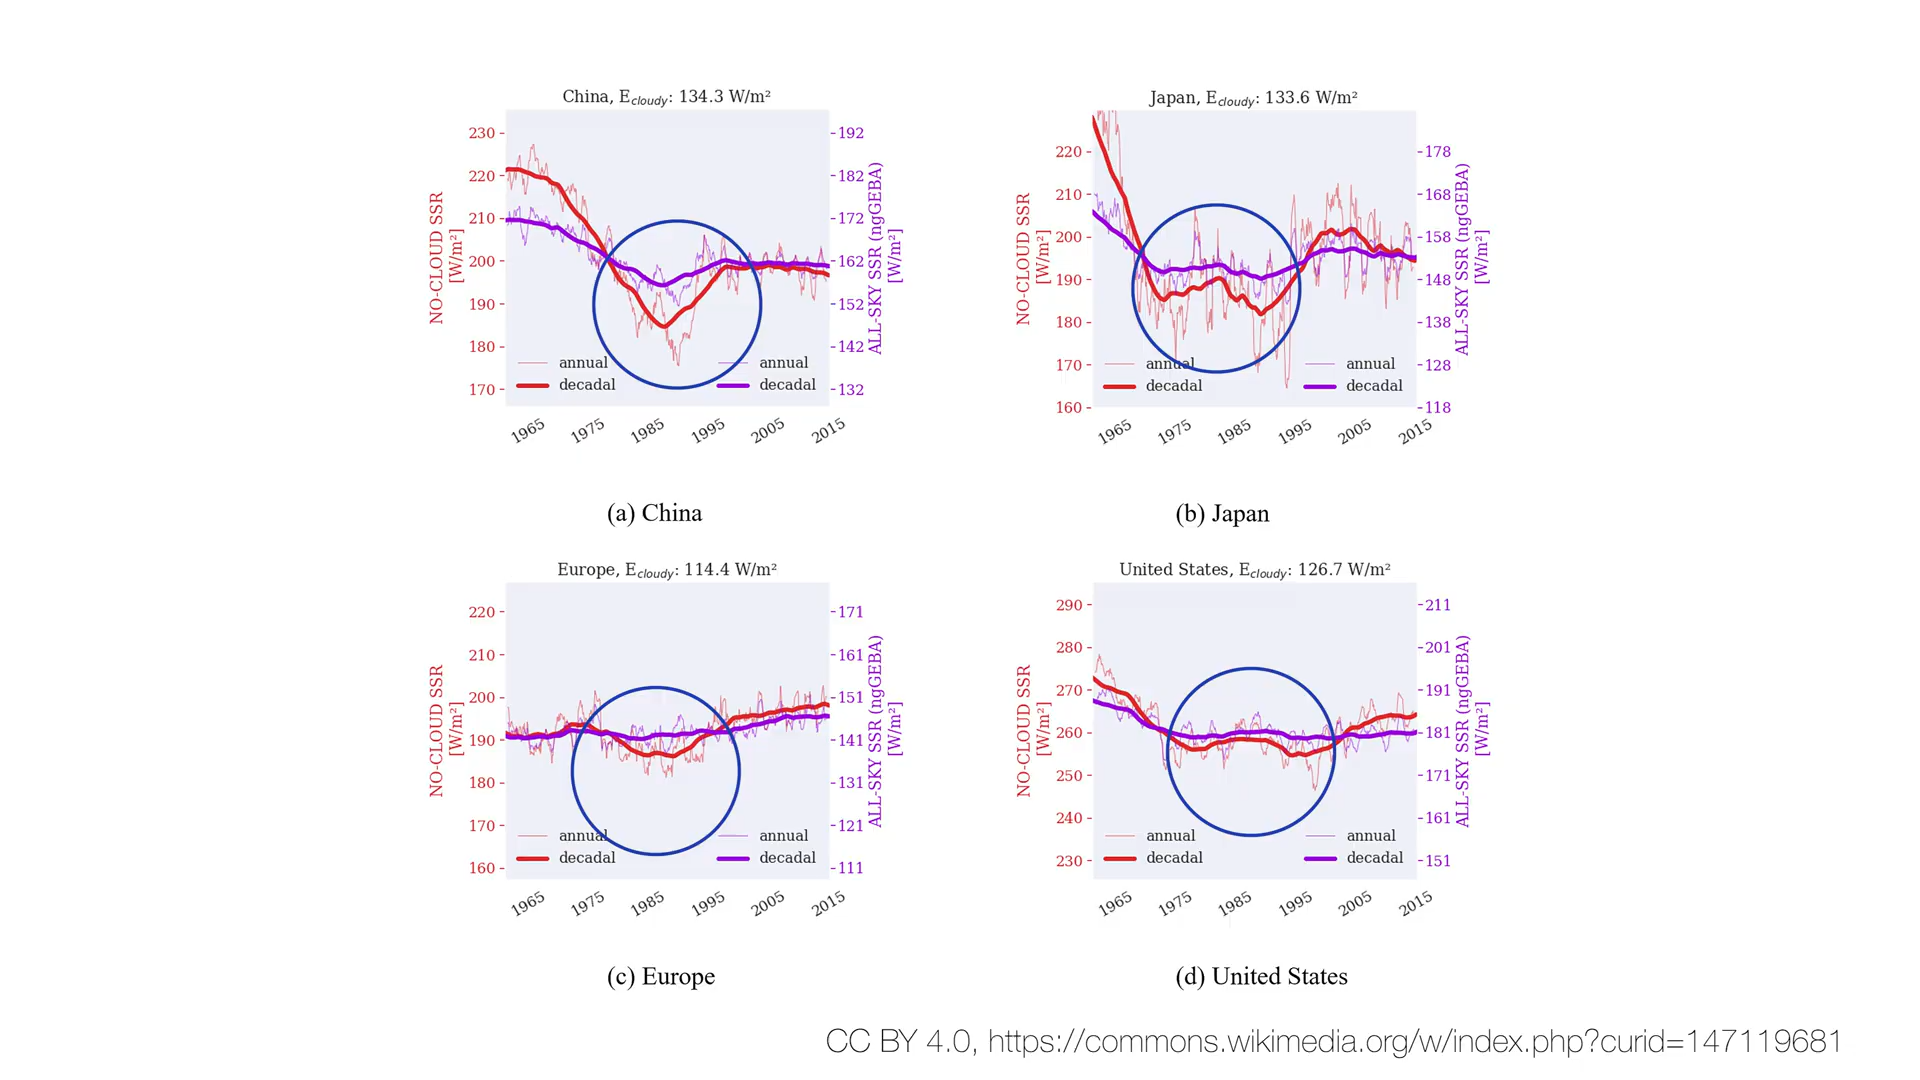 China, Ecloudy: 134.3 W/m²
230
220
210
200
190
180
170
NO-CLOUD SSR
[W/m²]
192
182
172
162
152
142
132
ALL-SKY SSR (ngGEBA)
[W/m²]
annual
decadal
annual
decadal
1965
1975
1985
1995
2005
2015
(a) China
Japan, Ecloudy: 133.6 W/m²
220
210
200
190
180
170
160
NO-CLOUD SSR
[W/m²]
178
168
158
148
138
128
118
ALL-SKY SSR (ngGEBA)
[W/m²]
annual
decadal
annual
decadal
1965
1975
1985
1995
2005
2015
(b) Japan
Europe, Ecloudy: 114.4 W/m²
220
210
200
190
180
170
160
NO-CLOUD SSR
[W/m²]
171
161
151
141
131
121
111
ALL-SKY SSR (ngGEBA)
[W/m²]
annual
decadal
annual
decadal
1965
1975
1985
1995
2005
2015
(c) Europe
United States, Ecloudy: 126.7 W/m²
290
280
270
260
250
240
230
NO-CLOUD SSR
[W/m²]
211
201
191
181
171
161
151
ALL-SKY SSR (ngGEBA)
[W/m²]
annual
decadal
annual
decadal
1965
1975
1985
1995
2005
2015
(d) United States
CC BY 4.0, https://commons.wikimedia.org/w/index.php?curid=147119681